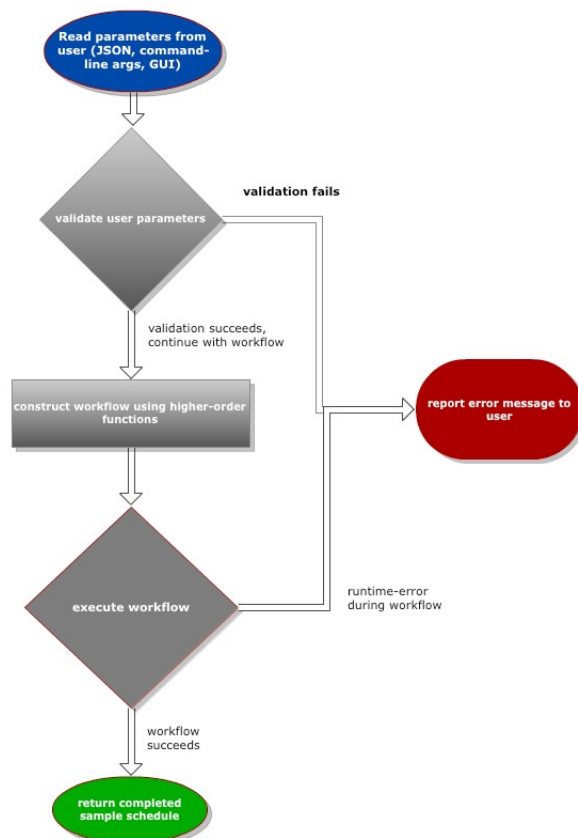 Read parameters from
user (JSON, command-
line args, GUI)
validation fails
validate user parameters
validation succeeds,
continue with workflow
construct workflow using higher-order
functions
report error message to
user
execute workflow
runtime-error
during workflow
workflow
succeeds
return completed
sample schedule